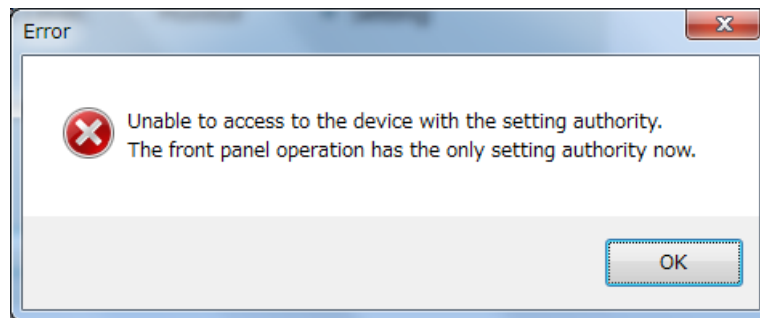 Error
Unable to access to the device with the setting authority.
The front panel operation has the only setting authority now.
OK